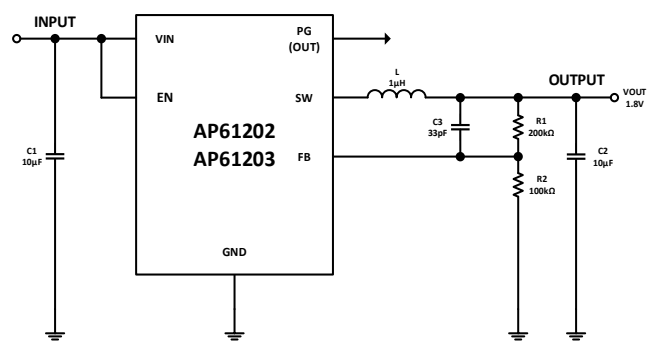 INPUT
VIN
PG
(OUT)
EN
SW
L
1µH
OUTPUT
VOUT
1.8V
AP61202
AP61203
C3
33pF
R1
200kΩ
C1
10µF
FB
C2
10µF
R2
100kΩ
GND